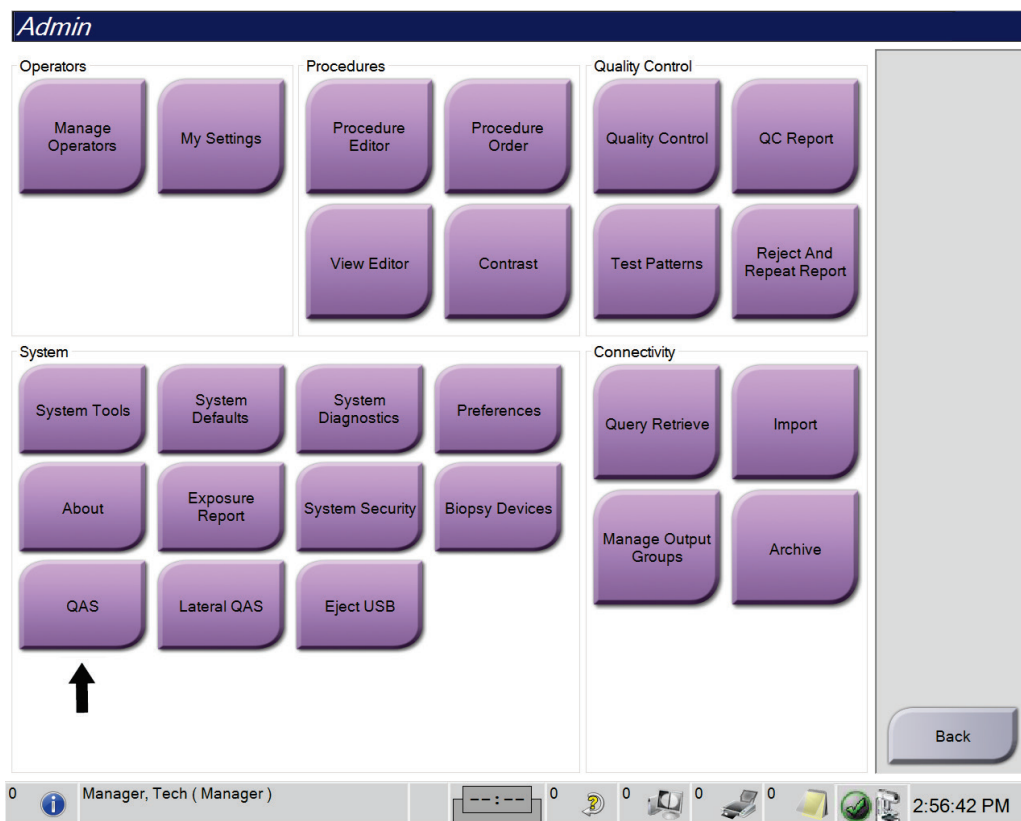 Admin
Operators
Manage
Operators
My Settings
Procedures
Procedure
Editor
Procedure
Order
View Editor
Contrast
Quality Control
Quality Control
QC Report
Test Patterns
Reject And
Repeat Report
System
System Tools
System
Defaults
System
Diagnostics
Preferences
About
Exposure
Report
System Security
Biopsy Devices
QAS
Lateral QAS
Eject USB
Connectivity
Query Retrieve
Import
Manage Output
Groups
Archive
Back
0
Manager, Tech ( Manager )
--:--
0
0
0
0
2:56:42 PM